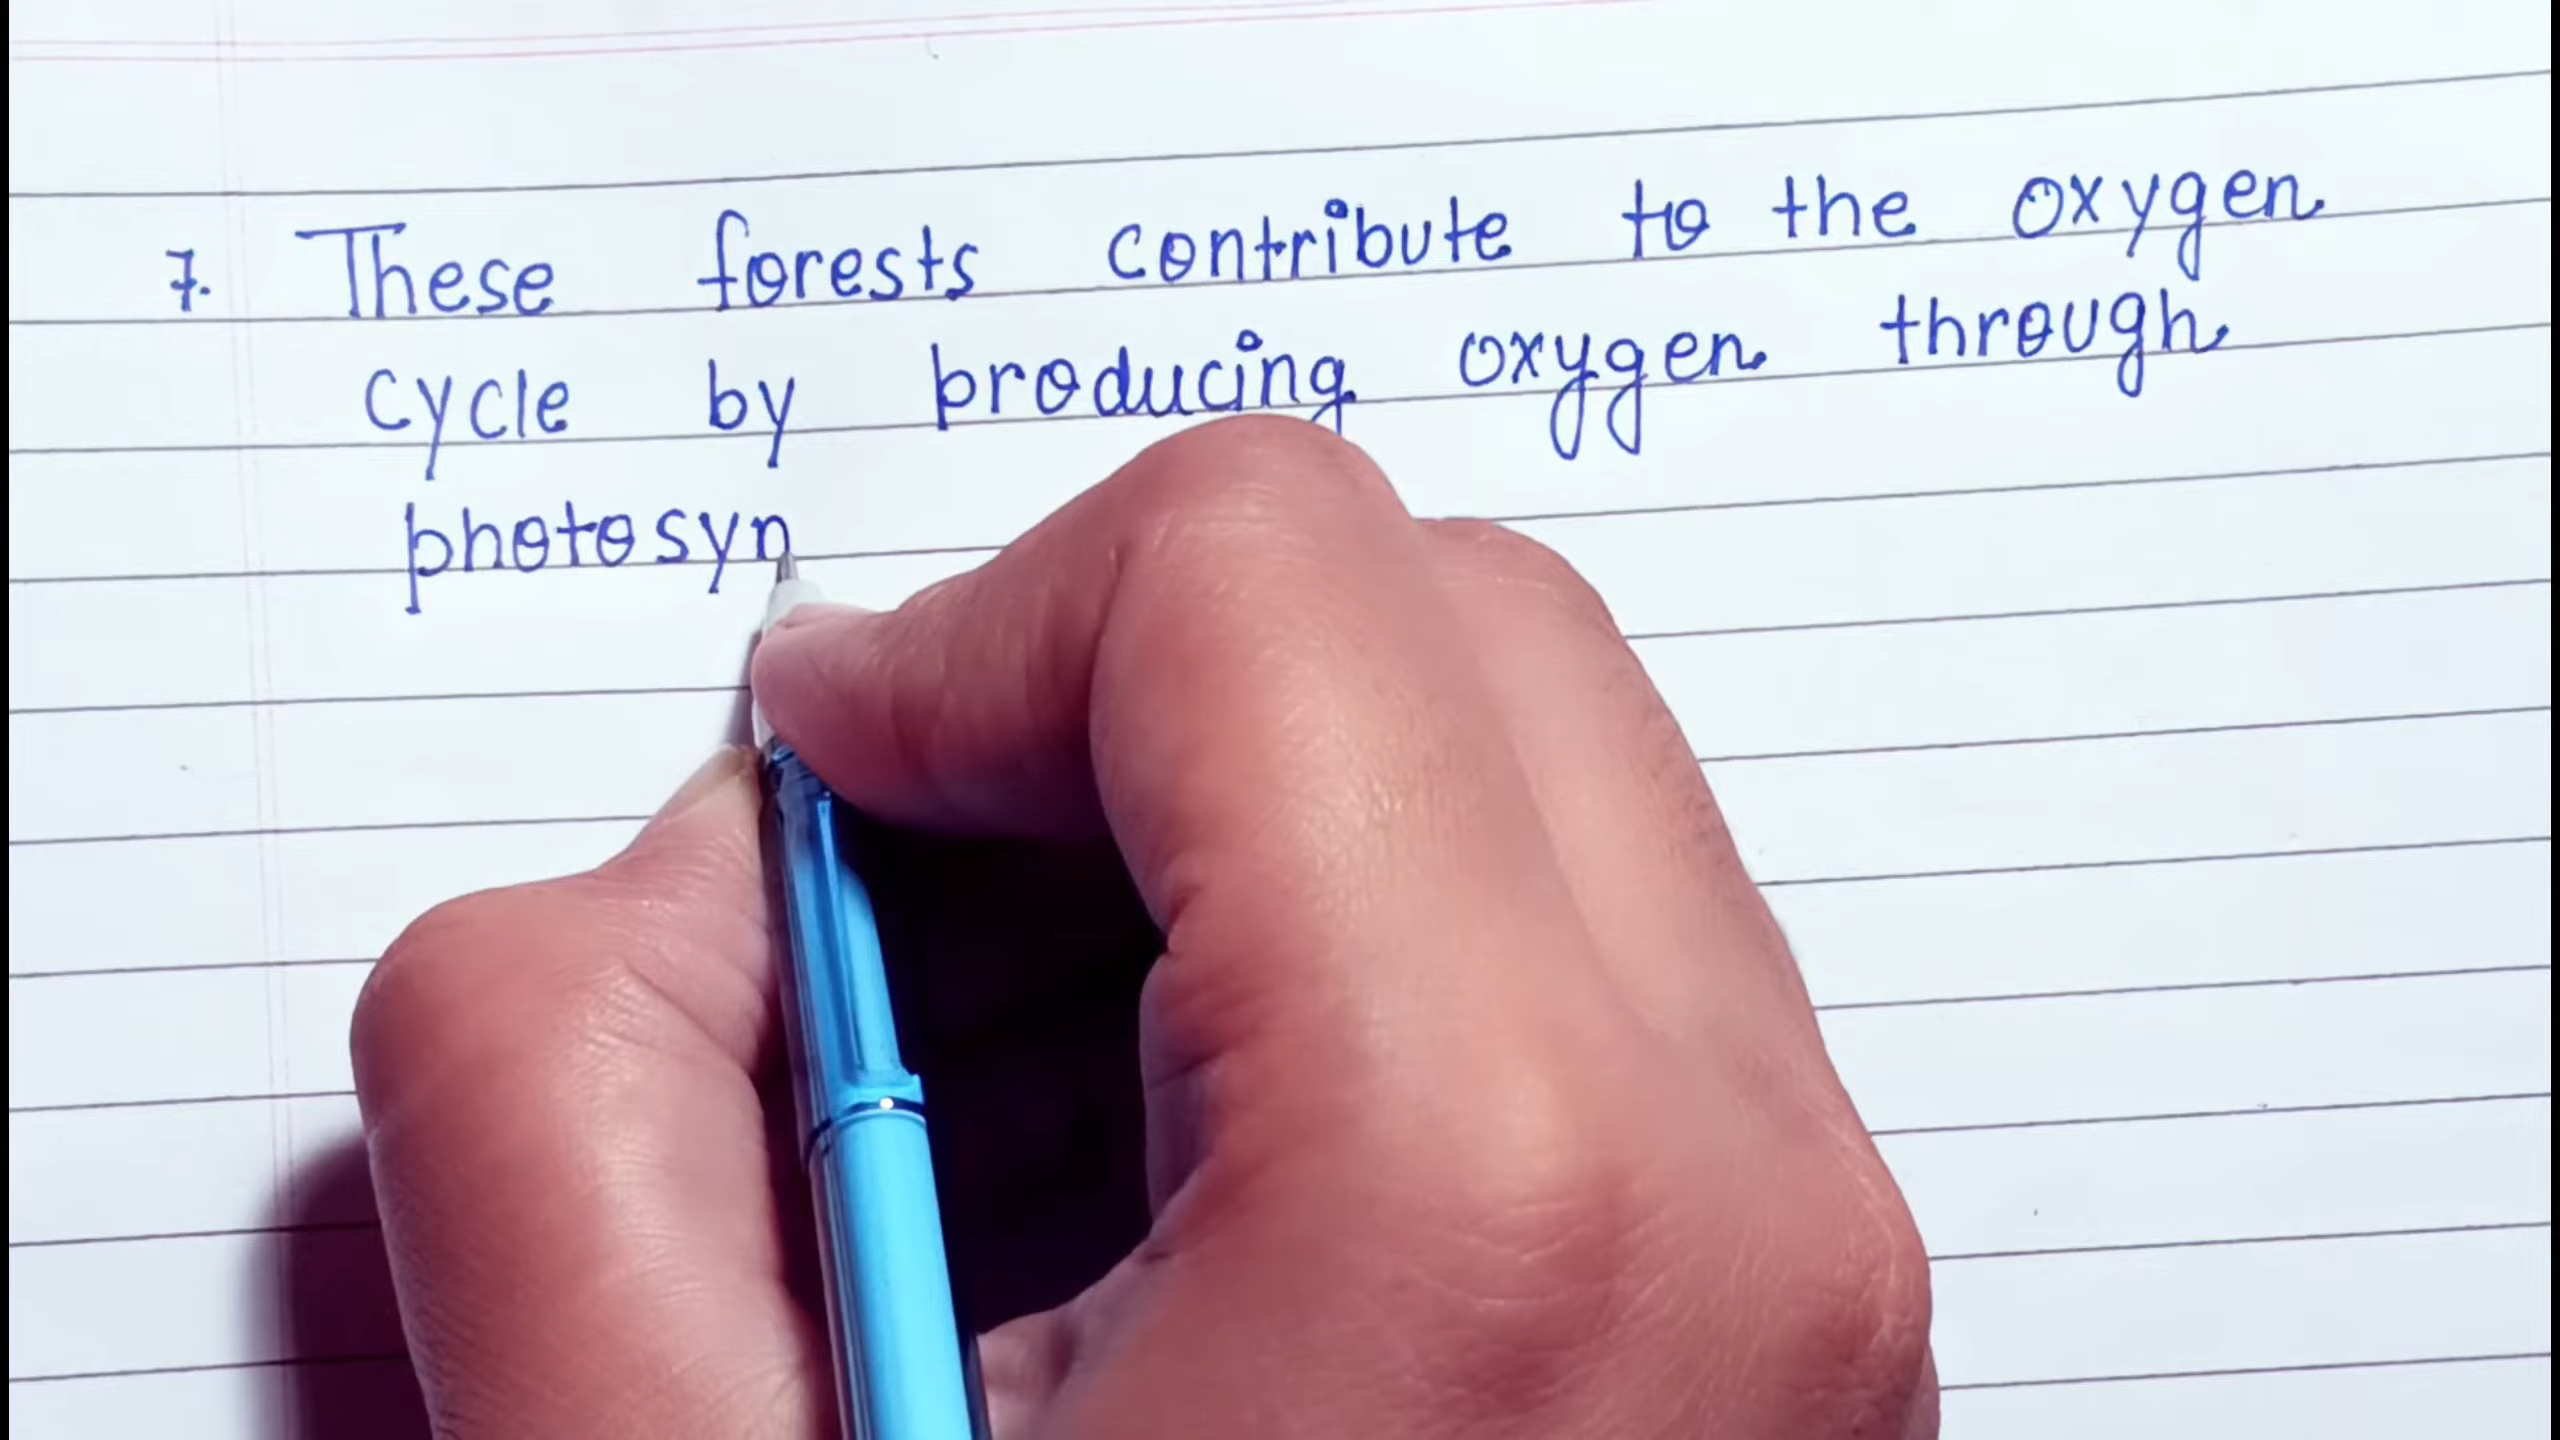 7. These forests contribute to the oxygen
cycle by producing oxygen through
photosyn